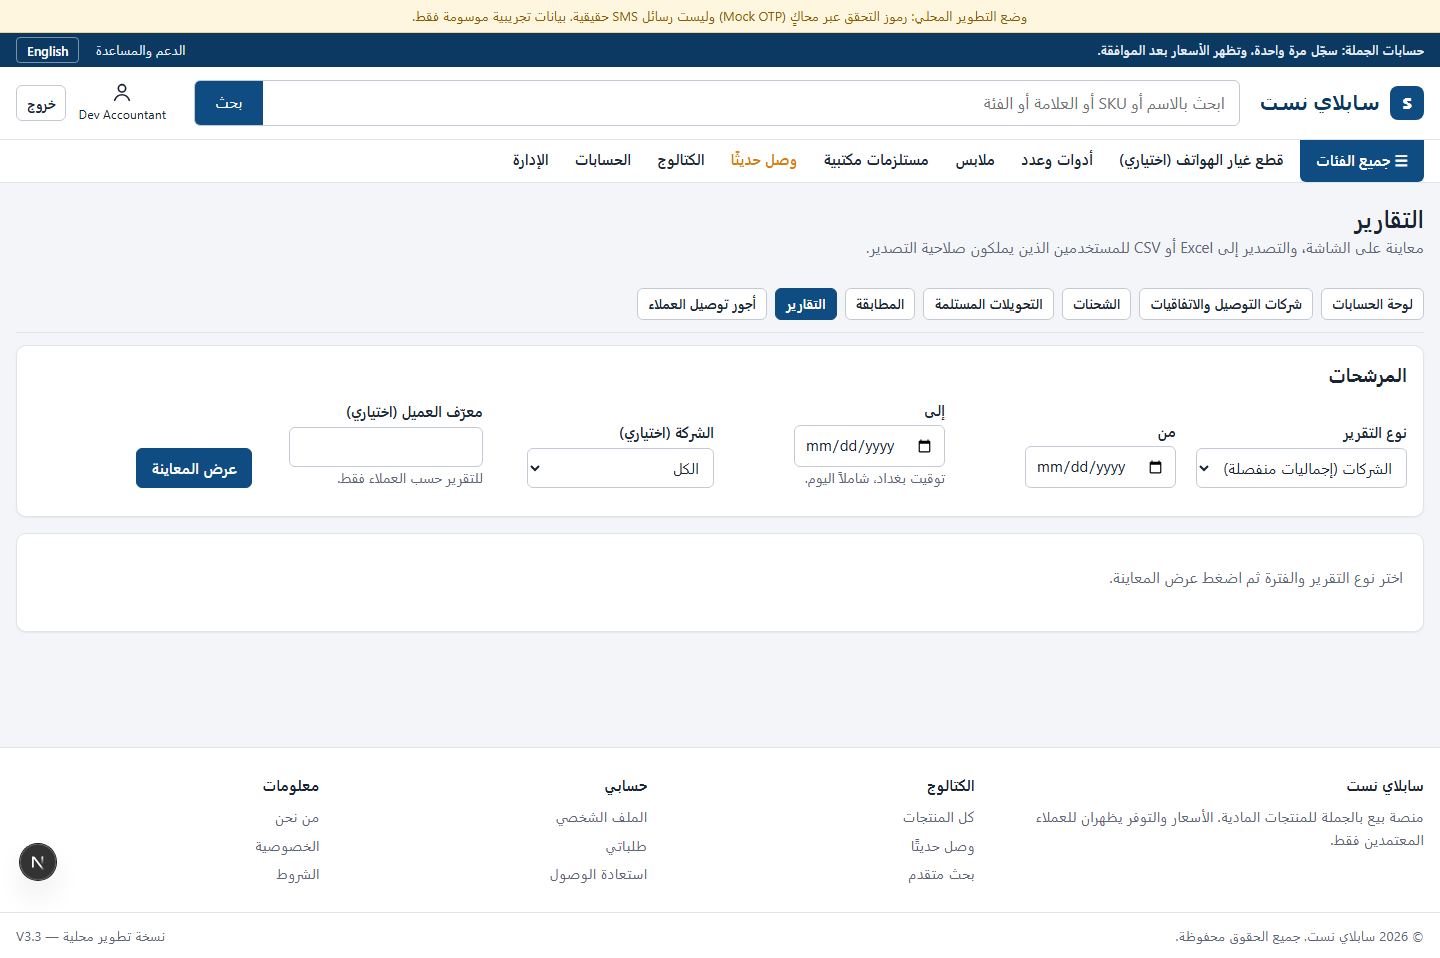 وضع التطوير المحلي: رموز التحقق عبر محاكٍ (Mock OTP) وليست رسائل SMS حقيقية. بيانات تجريبية موسومة فقط.
حسابات الجملة: سجّل مرة واحدة، وتظهر الأسعار بعد الموافقة.
الدعم والمساعدة
English
S
سابلاي نست
ابحث بالاسم أو SKU أو العلامة أو الفئة
بحث
Dev Accountant
خروج
☰ جميع الفئات
قطع غيار الهواتف (اختياري)
أدوات وعدد
ملابس
مستلزمات مكتبية
وصل حديثًا
الكتالوج
الحسابات
الإدارة
التقارير
معاينة على الشاشة، والتصدير إلى Excel أو CSV للمستخدمين الذين يملكون صلاحية التصدير.
لوحة الحسابات
شركات التوصيل والاتفاقيات
الشحنات
التحويلات المستلمة
المطابقة
التقارير
أجور توصيل العملاء
المرشحات
نوع التقرير
الشركات (إجماليات منفصلة)
من
mm/dd/yyyy
إلى
mm/dd/yyyy
توقيت بغداد، شاملاً اليوم.
الشركة (اختياري)
الكل
معرّف العميل (اختياري)
للتقرير حسب العملاء فقط.
عرض المعاينة
اختر نوع التقرير والفترة ثم اضغط عرض المعاينة.
سابلاي نست
منصة بيع بالجملة للمنتجات المادية. الأسعار والتوفر يظهران للعملاء
المعتمدين فقط.
الكتالوج
كل المنتجات
وصل حديثًا
بحث متقدم
حسابي
الملف الشخصي
طلباتي
استعادة الوصول
معلومات
من نحن
الخصوصية
الشروط
N
© 2026 سابلاي نست. جميع الحقوق محفوظة.
نسخة تطوير محلية — V3.3